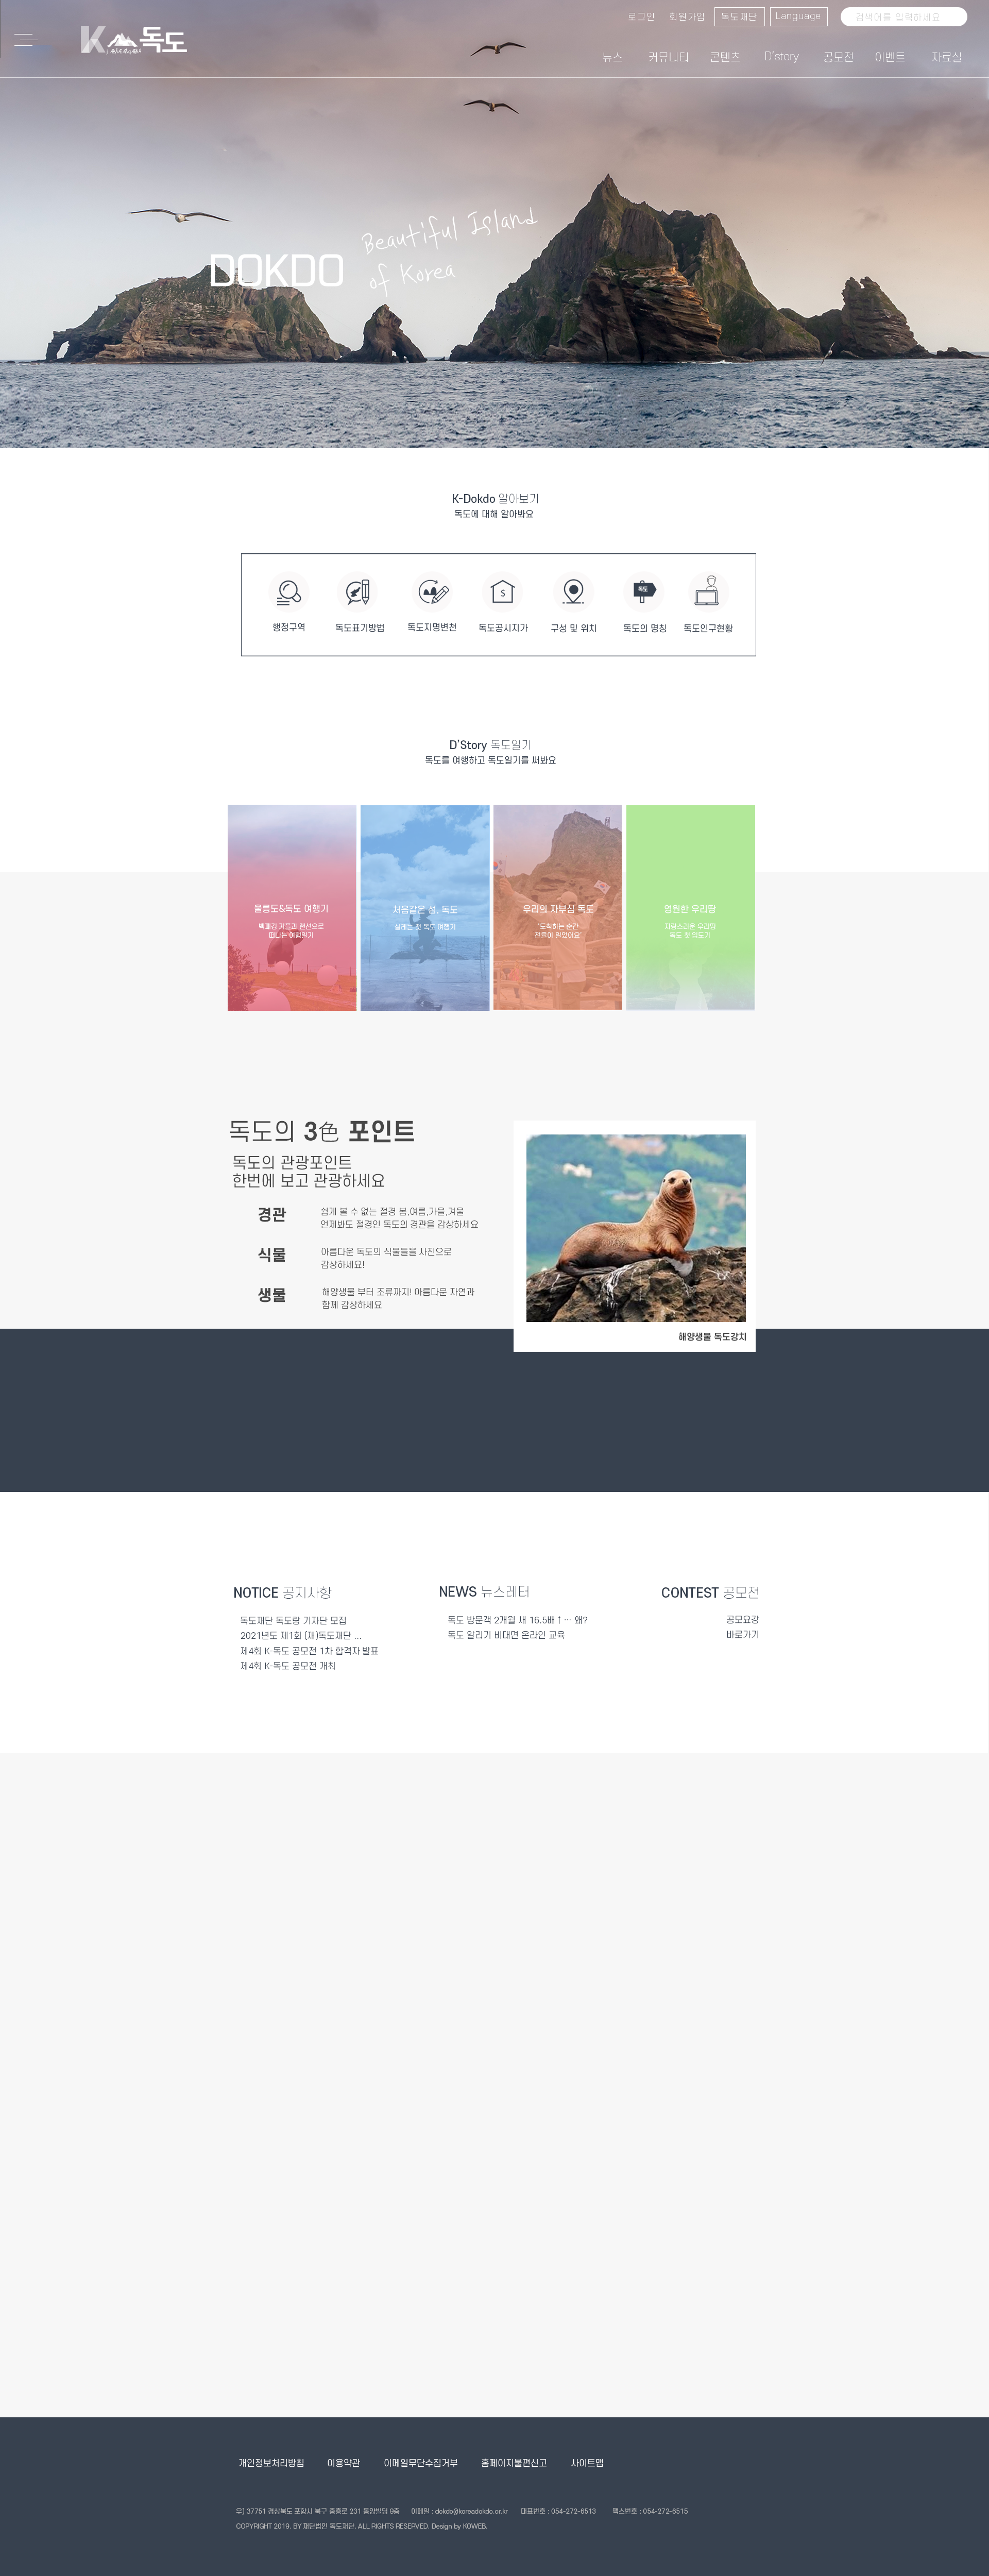 로그인 회원가입 독도재단 Language 검색어를 입력하세요
K 독도
뉴스 커뮤니티 콘텐츠 D'story 공모전 이벤트 자료실
DOKDO
Beautiful Island
of Korea
K-Dokdo 알아보기
독도에 대해 알아봐요
독도
행정구역 독도표기방법 독도지명변천 독도공시지가 구성 및 위치 독도의 명칭 독도인구현황
D'Story 독도일기
독도를 여행하고 독도일기를 써봐요
울릉도&독도 여행기
백패킹 커플과 랜선으로
떠나는 여행일기
처음같은 섬, 독도
설레는 첫 독도 여행기
우리의 자부심 독도
'도착하는 순간
전율이 일었어요'
영원한 우리땅
자랑스러운 우리땅
독도 첫 입도기
독도의 3色 포인트
독도의 관광포인트
한번에 보고 관광하세요
경관
쉽게 볼 수 없는 절경 봄,여름,가을,겨울
언제봐도 절경인 독도의 경관을 감상하세요
식물
아름다운 독도의 식물들을 사진으로
감상하세요!
생물
해양생물 부터 조류까지! 아름다운 자연과
함께 감상하세요
해양생물 독도강치
NOTICE 공지사항
독도재단 독도랑 기자단 모집
2021년도 제1회 (재)독도재단 ...
제4회 K-독도 공모전 1차 합격자 발표
제4회 K-독도 공모전 개최
NEWS 뉴스레터
독도 방문객 2개월 새 16.5배↑… 왜?
독도 알리기 비대면 온라인 교육
CONTEST 공모전
공모요강
바로가기
개인정보처리방침 이용약관 이메일무단수집거부 홈페이지불편신고 사이트맵
우) 37751 경상북도 포항시 북구 중흥로 231 동양빌딩 9층 이메일 : dokdo@koreadokdo.or.kr 대표번호 : 054-272-6513 팩스번호 : 054-272-6515
COPYRIGHT 2019. BY 재단법인 독도재단. ALL RIGHTS RESERVED. Design by KOWEB.